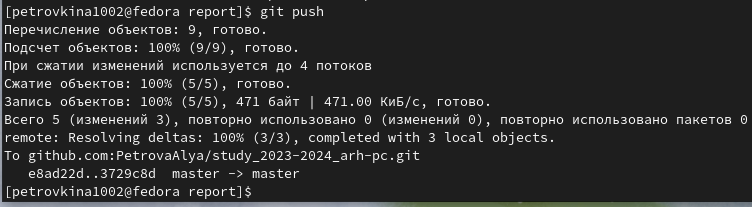 [petrovkina1002@fedora report]$ git push
Перечисление объектов: 9, готово.
Подсчет объектов: 100% (9/9), готово.
При сжатии изменений используется до 4 потоков
Сжатие объектов: 100% (5/5), готово.
Запись объектов: 100% (5/5), 471 байт | 471.00 КиБ/с, готово.
Всего 5 (изменений 3), повторно использовано 0 (изменений 0), повторно использовано пакетов 0
remote: Resolving deltas: 100% (3/3), completed with 3 local objects.
To github.com:PetrovaAlya/study_2023-2024_arh-pc.git
   e8ad22d..3729c8d  master -> master
[petrovkina1002@fedora report]$